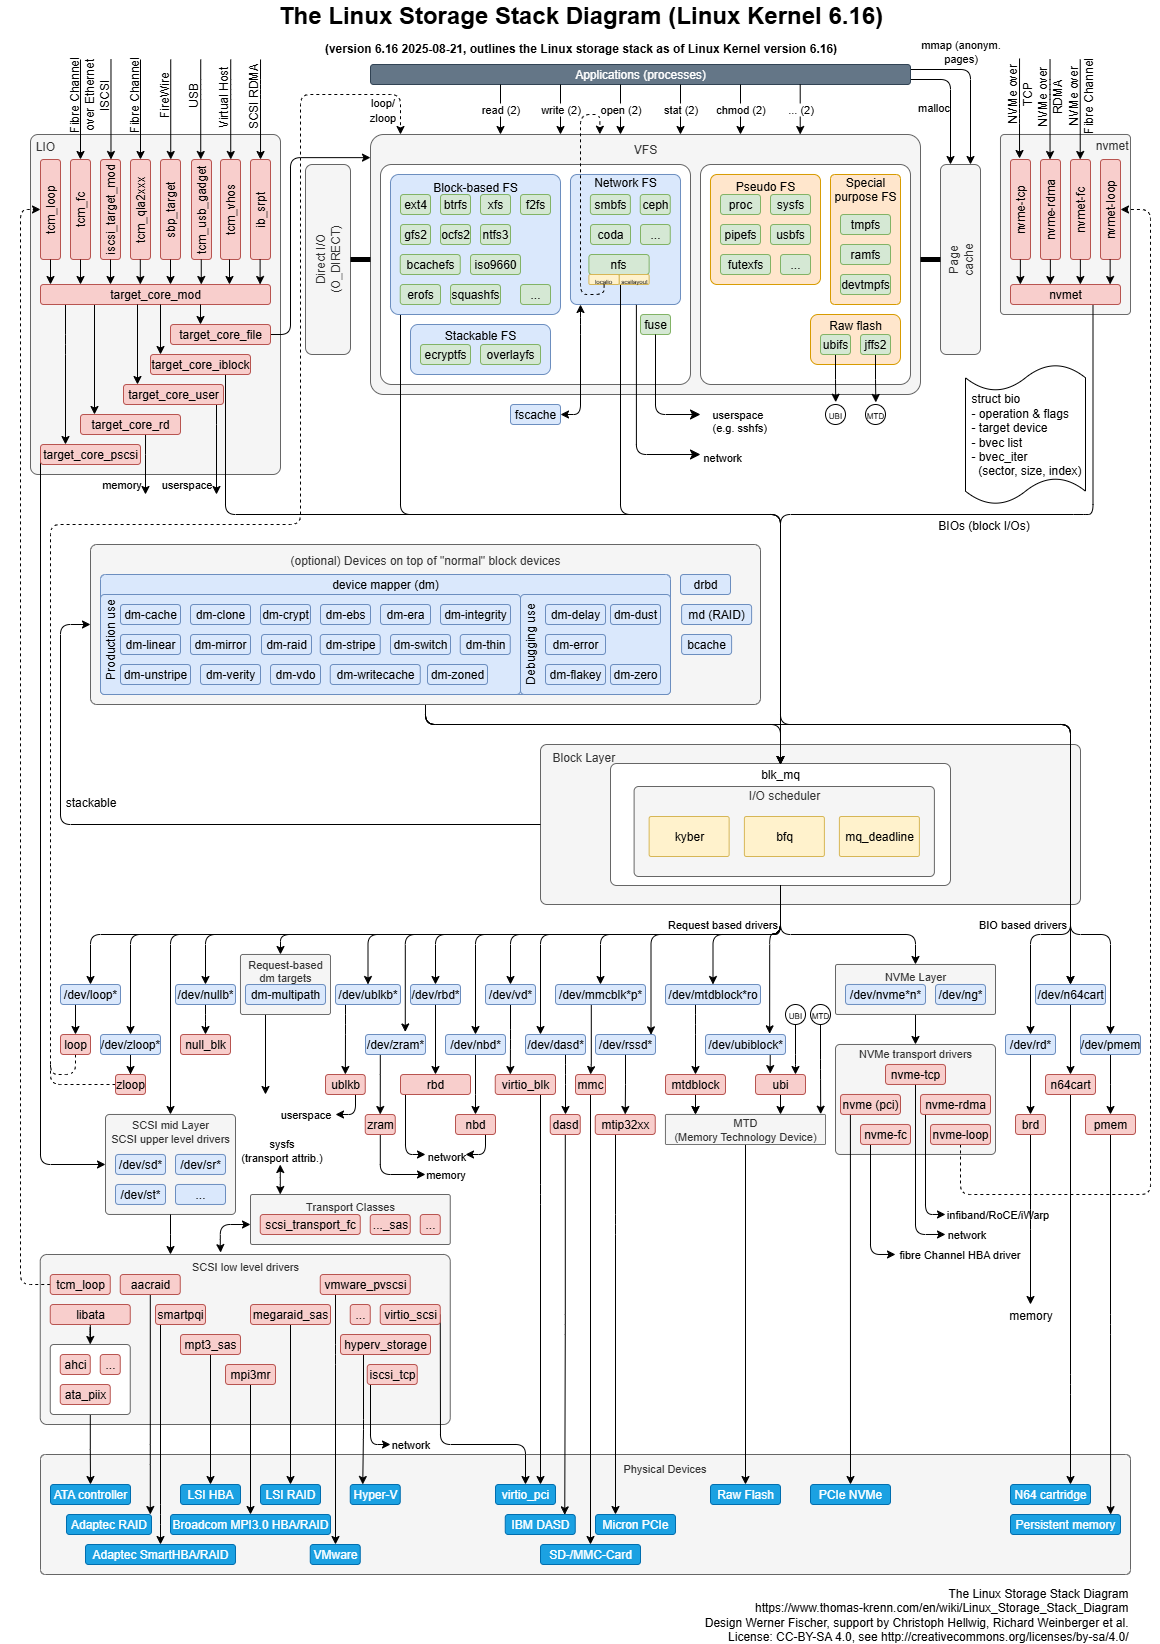 The Linux Storage Stack Diagram (Linux Kernel 6.16)
(version 6.16 2025-08-21, outlines the Linux storage stack as of Linux Kernel version 6.16)
mmap (anonym.
pages)
Applications (processes)
malloc
loop/
zloop
read (2)
write (2)
open (2)
stat (2)
chmod (2)
... (2)
Fibre Channel
over Ethernet
ISCSI
Fibre Channel
FireWire
USB
Virtual Host
SCSI RDMA
NVMe over
TCP
NVMe over
RDMA
NVMe over
Fibre Channel
LIO
tcm_loop
tcm_fc
iscsi_target_mod
tcm_qla2xxx
sbp_target
tcm_usb_gadget
tcm_vhos
ib_srpt
target_core_mod
target_core_file
target_core_iblock
target_core_user
target_core_rd
target_core_pscsi
memory
userspace
Direct I/O
(O_DIRECT)
VFS
Block-based FS
ext4
btrfs
xfs
f2fs
gfs2
ocfs2
ntfs3
bcachefs
iso9660
erofs
squashfs
...
Stackable FS
ecryptfs
overlayfs
Network FS
smbfs
ceph
coda
...
nfs
localio
scsilayout
fuse
Pseudo FS
proc
sysfs
pipefs
usbfs
futexfs
...
Special
purpose FS
tmpfs
ramfs
devtmpfs
Raw flash
ubifs
jffs2
UBI
MTD
Page
cache
nvmet
nvme-tcp
nvme-rdma
nvmet-fc
nvmet-loop
nvmet
fscache
userspace
(e.g. sshfs)
network
struct bio
- operation & flags
- target device
- bvec list
- bvec_iter
(sector, size, index)
BIOs (block I/Os)
(optional) Devices on top of "normal" block devices
device mapper (dm)
Production use
dm-cache
dm-clone
dm-crypt
dm-ebs
dm-era
dm-integrity
dm-linear
dm-mirror
dm-raid
dm-stripe
dm-switch
dm-thin
dm-unstripe
dm-verity
dm-vdo
dm-writecache
dm-zoned
Debugging use
dm-delay
dm-dust
dm-error
dm-flakey
dm-zero
drbd
md (RAID)
bcache
stackable
Block Layer
blk_mq
I/O scheduler
kyber
bfq
mq_deadline
Request based drivers
BIO based drivers
/dev/loop*
/dev/nullb*
Request-based
dm targets
dm-multipath
/dev/ublkb*
/dev/rbd*
/dev/vd*
/dev/mmcblk*p*
/dev/mtdblock*ro
NVMe Layer
/dev/nvme*n*
/dev/ng*
/dev/n64cart
UBI
MTD
loop
/dev/zloop*
null_blk
/dev/zram*
/dev/nbd*
/dev/dasd*
/dev/rssd*
/dev/ubiblock*
/dev/rd*
/dev/pmem
zloop
ublkb
rbd
virtio_blk
mmc
mtdblock
ubi
NVMe transport drivers
nvme-tcp
nvme (pci)
nvme-rdma
nvme-fc
nvme-loop
n64cart
userspace
zram
nbd
dasd
mtip32xx
MTD
(Memory Technology Device)
brd
pmem
network
memory
SCSI mid Layer
SCSI upper level drivers
/dev/sd*
/dev/sr*
/dev/st*
...
sysfs
(transport attrib.)
Transport Classes
scsi_transport_fc
..._sas
...
infiband/RoCE/iWarp
network
fibre Channel HBA driver
memory
SCSI low level drivers
tcm_loop
aacraid
vmware_pvscsi
libata
smartpqi
megaraid_sas
...
virtio_scsi
mpt3_sas
hyperv_storage
ahci
...
mpi3mr
iscsi_tcp
ata_piix
network
Physical Devices
ATA controller
LSI HBA
LSI RAID
Hyper-V
virtio_pci
Raw Flash
PCIe NVMe
N64 cartridge
Adaptec RAID
Broadcom MPI3.0 HBA/RAID
IBM DASD
Micron PCIe
Persistent memory
Adaptec SmartHBA/RAID
VMware
SD-/MMC-Card
The Linux Storage Stack Diagram
https://www.thomas-krenn.com/en/wiki/Linux_Storage_Stack_Diagram
Design Werner Fischer, support by Christoph Hellwig, Richard Weinberger et al.
License: CC-BY-SA 4.0, see http://creativecommons.org/licenses/by-sa/4.0/